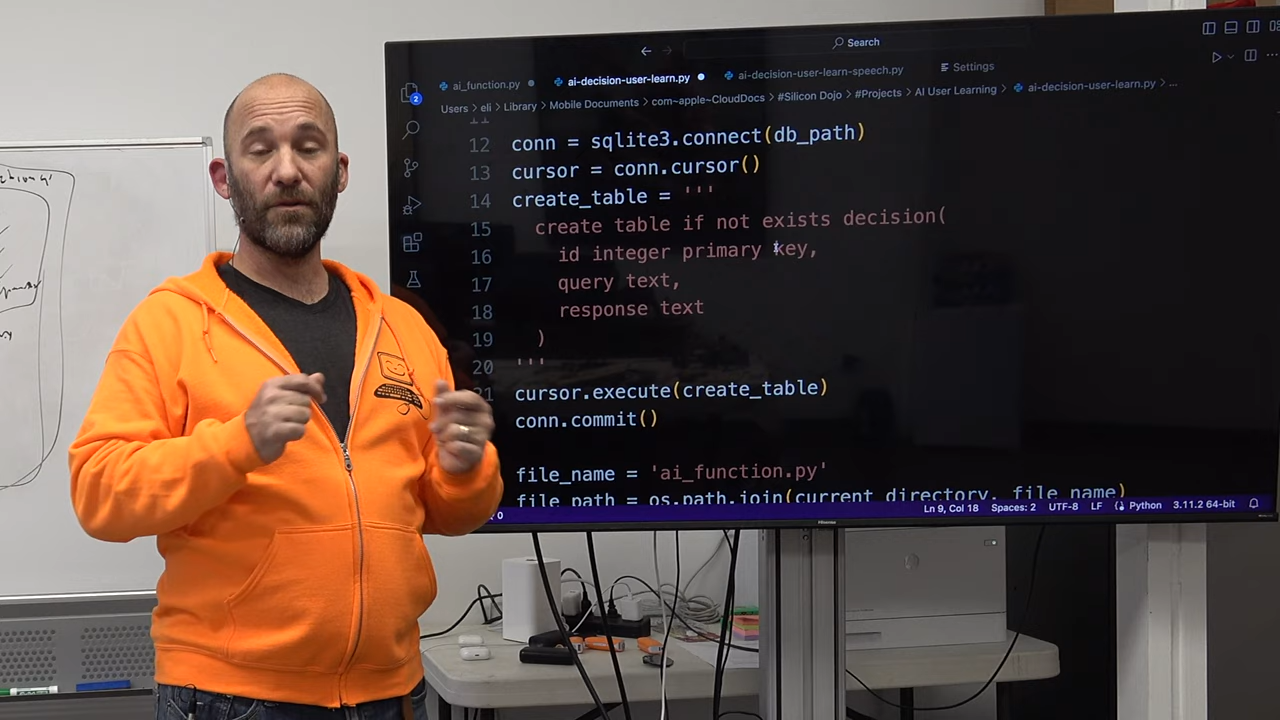 Search
ai_function.py
ai-decision-user-learn.py
ai-decision-user-learn-speech.py
Settings
Users > eli > Library > Mobile Documents > com~apple~CloudDocs > #Silicon Dojo > #Projects > AI User Learning > ai-decision-user-learn.py > ...
2
12 conn = sqlite3.connect(db_path)
13 cursor = conn.cursor()
14 create_table = '''
15 create table if not exists decision(
16 id integer primary key,
17 query text,
18 response text
19 )
20 '''
21 cursor.execute(create_table)
conn.commit()
file_name = 'ai_function.py'
file_path = os.path.join(current_directory, file_name)
0
Ln 9, Col 18 Spaces: 2 UTF-8 LF Python 3.11.2 64-bit
Hisense